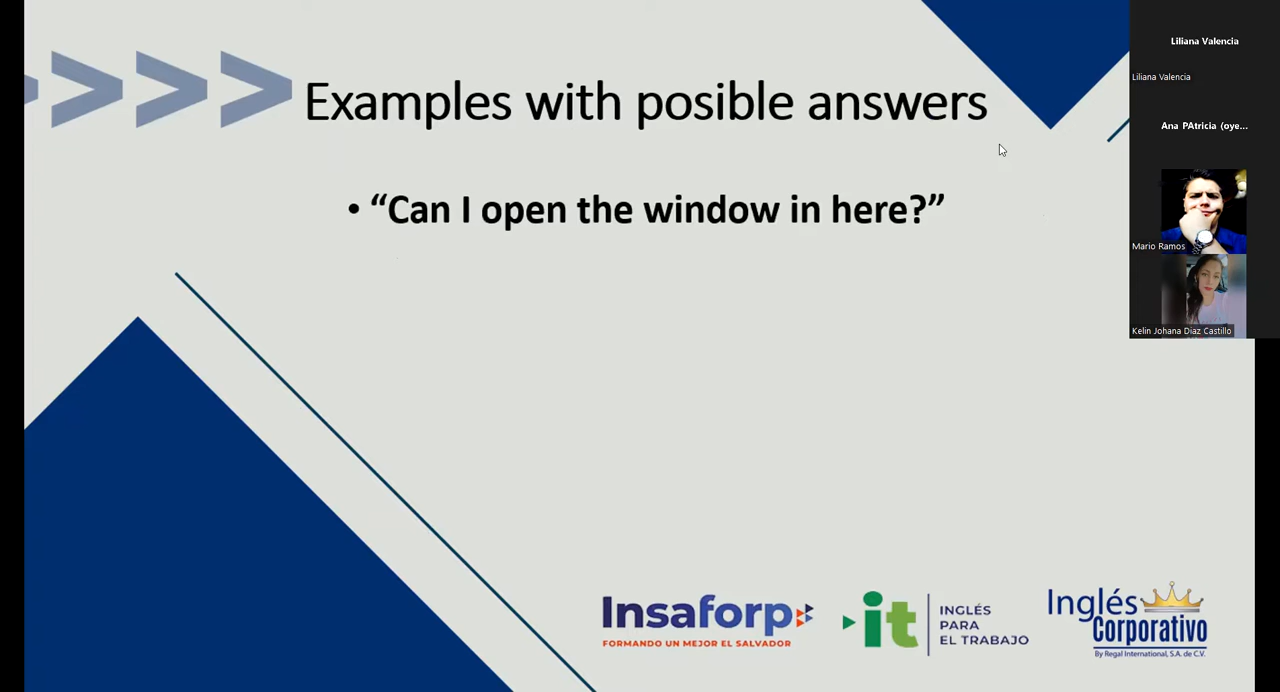 Examples with posible answers
• “Can I open the window in here?”
Liliana Valencia
Liliana Valencia
Ana PAtricia (oye...
Mario Ramos
Kelin Johana Diaz Castillo
Insaforp
FORMANDO UN MEJOR EL SALVADOR
it
INGLÉS
PARA
EL TRABAJO
Inglés
Corporativo
By Regal International, S.A. de C.V.